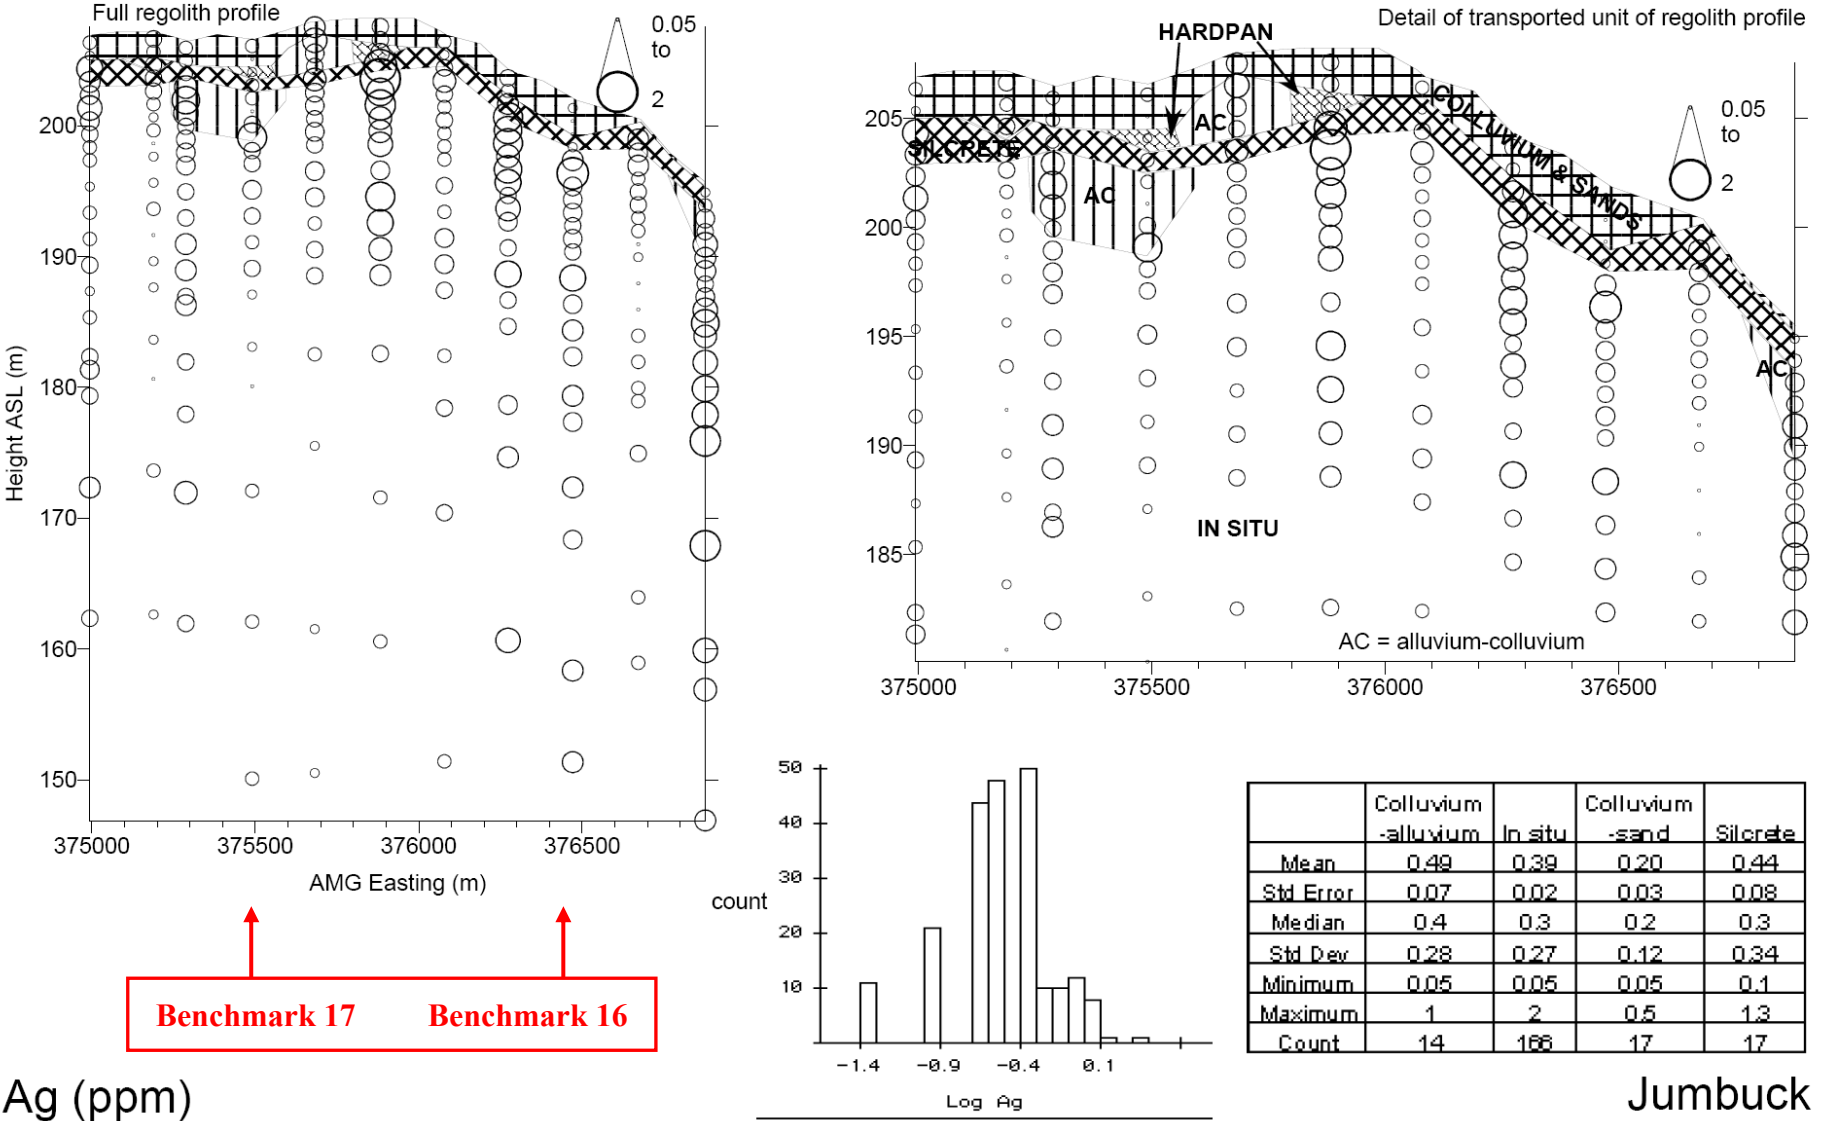 Full regolith profile
0.05
to
2
200
190
180
170
160
150
Height ASL (m)
375000 375500 376000 376500
AMG Easting (m)
Benchmark 17 Benchmark 16
Ag (ppm)
Detail of transported unit of regolith profile
HARDPAN
0.05
to
2
205
200
195
190
185
SILCRETE
AC
AC
COLLUVIUM & SANDS
AC
IN SITU
AC = alluvium-colluvium
375000 375500 376000 376500
50
40
30
20
10
count
-1.4 -0.9 -0.4 0.1
Log Ag
Colluvium Colluvium
-alluvium In situ -sand Silcrete
Mean 0.49 0.39 0.20 0.44
Std Error 0.07 0.02 0.03 0.08
Median 0.4 0.3 0.2 0.3
Std Dev 0.28 0.27 0.12 0.34
Minimum 0.05 0.05 0.05 0.1
Maximum 1 2 0.5 1.3
Count 14 166 17 17
Jumbuck